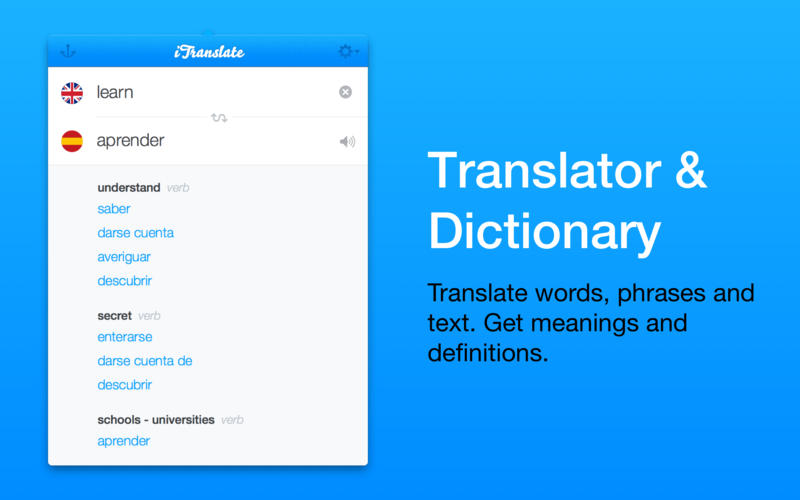 iTranslate
learn
aprender
understand verb
saber
darse cuenta
averiguar
descubrir
secret verb
enterarse
darse cuenta de
descubrir
schools - universities verb
aprender
Translator &
Dictionary
Translate words, phrases and
text. Get meanings and
definitions.